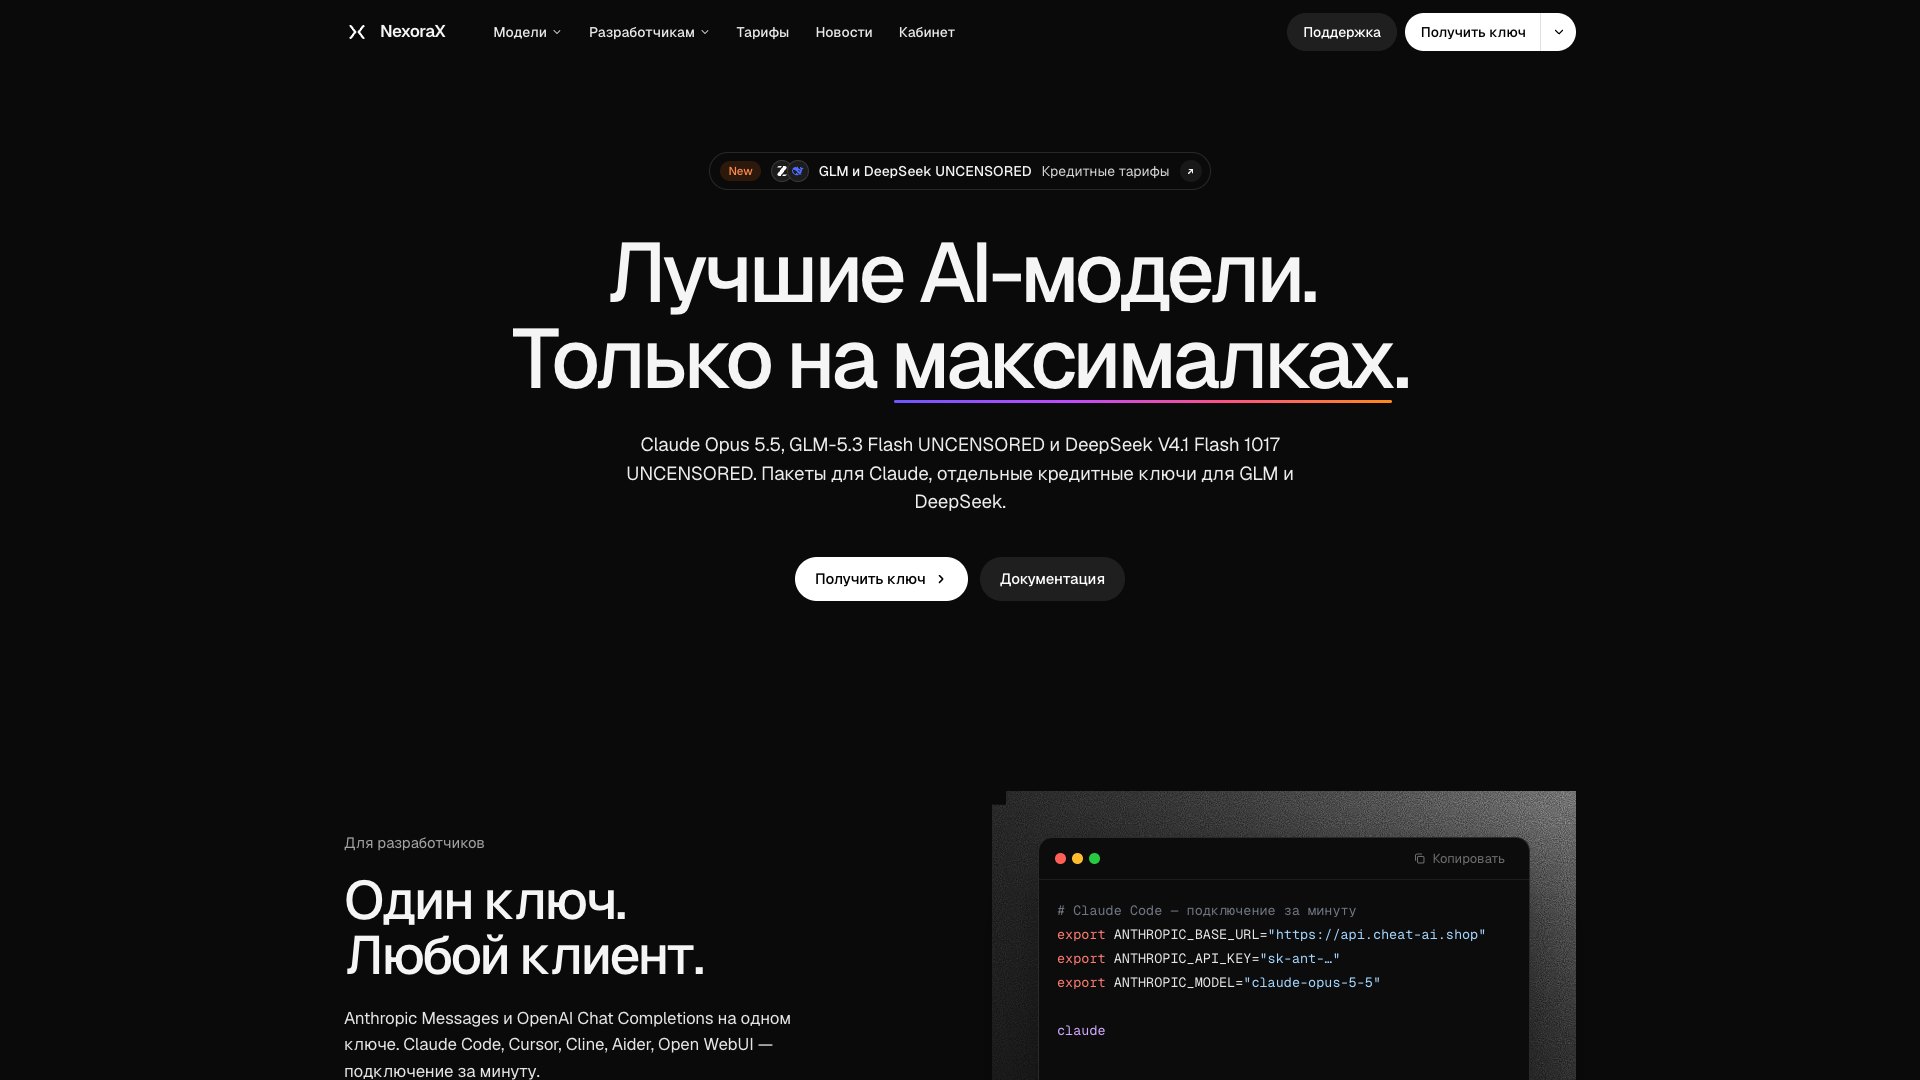 NexoraX
Модели
Разработчикам
Тарифы
Новости
Кабинет
Поддержка
Получить ключ
New GLM и DeepSeek UNCENSORED Кредитные тарифы
Лучшие AI-модели.
Только на максималках.
Claude Opus 5.5, GLM-5.3 Flash UNCENSORED и DeepSeek V4.1 Flash 1017
UNCENSORED. Пакеты для Claude, отдельные кредитные ключи для GLM и
DeepSeek.
Получить ключ
Документация
Для разработчиков
Один ключ.
Любой клиент.
Anthropic Messages и OpenAI Chat Completions на одном
ключе. Claude Code, Cursor, Cline, Aider, Open WebUI —
подключение за минуту.
Копировать
# Claude Code — подключение за минуту
export ANTHROPIC_BASE_URL="https://api.cheat-ai.shop"
export ANTHROPIC_API_KEY="sk-ant-…"
export ANTHROPIC_MODEL="claude-opus-5-5"
claude